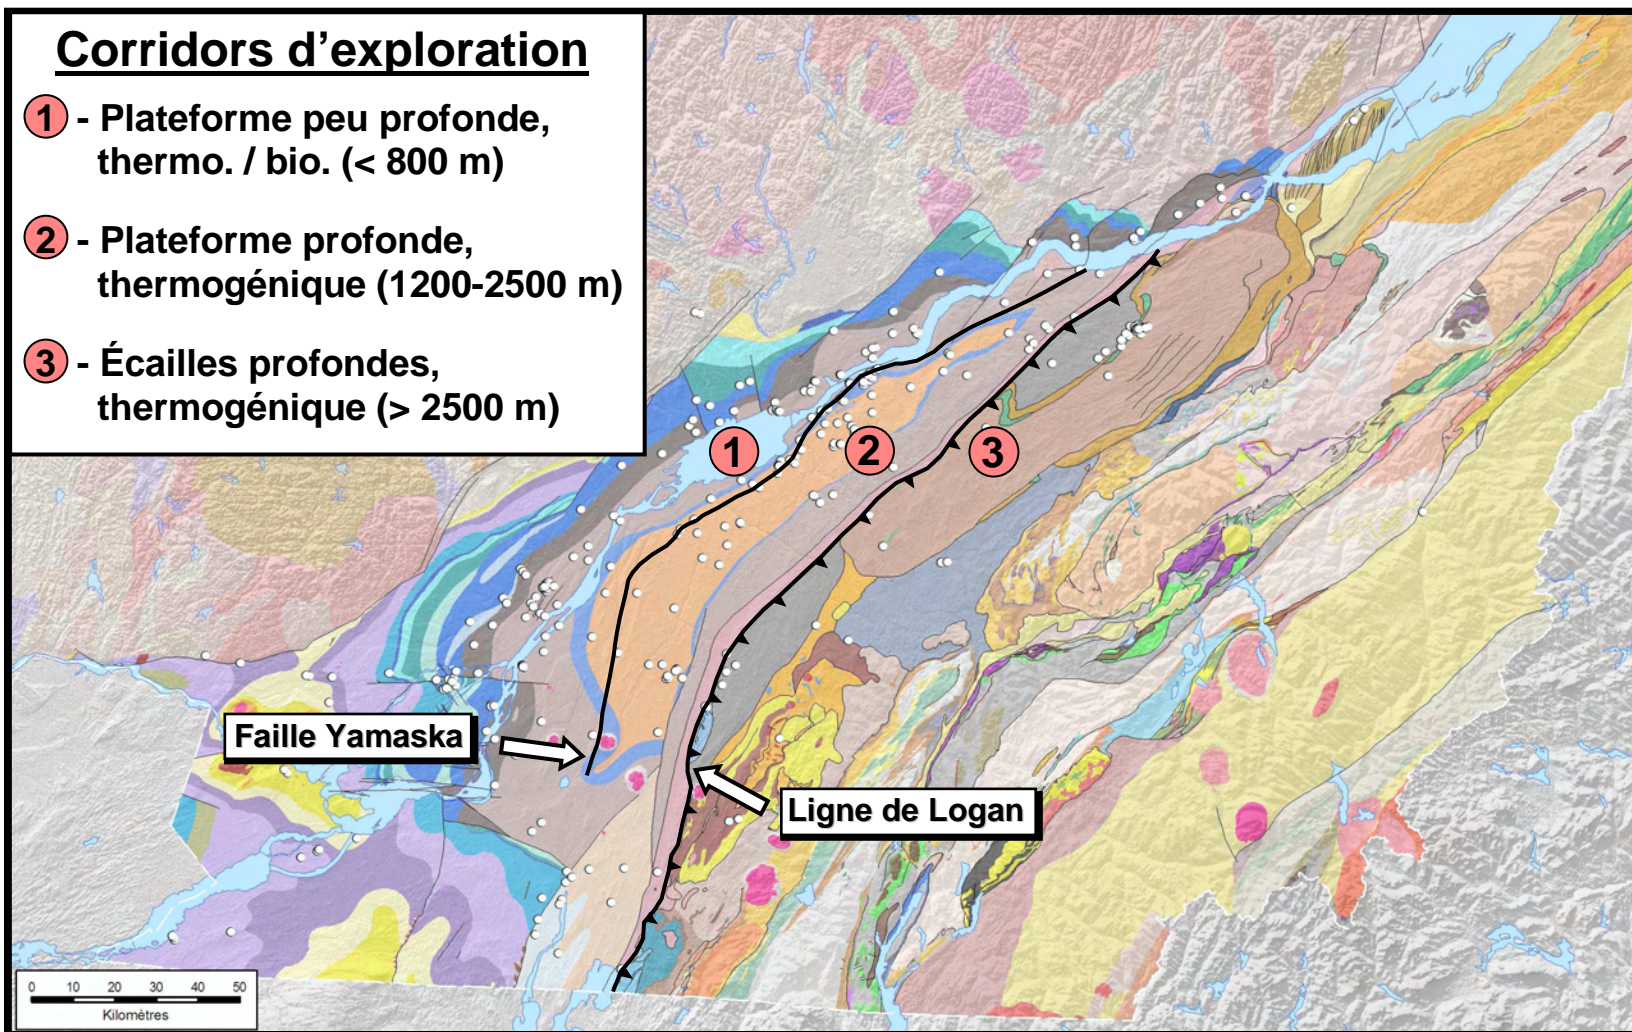 Corridors d'exploration
1 - Plateforme peu profonde,
thermo. / bio. (< 800 m)
2 - Plateforme profonde,
thermogénique (1200-2500 m)
3 - Écailles profondes,
thermogénique (> 2500 m)
1 2 3
Faille Yamaska
Ligne de Logan
0 10 20 30 40 50
Kilomètres